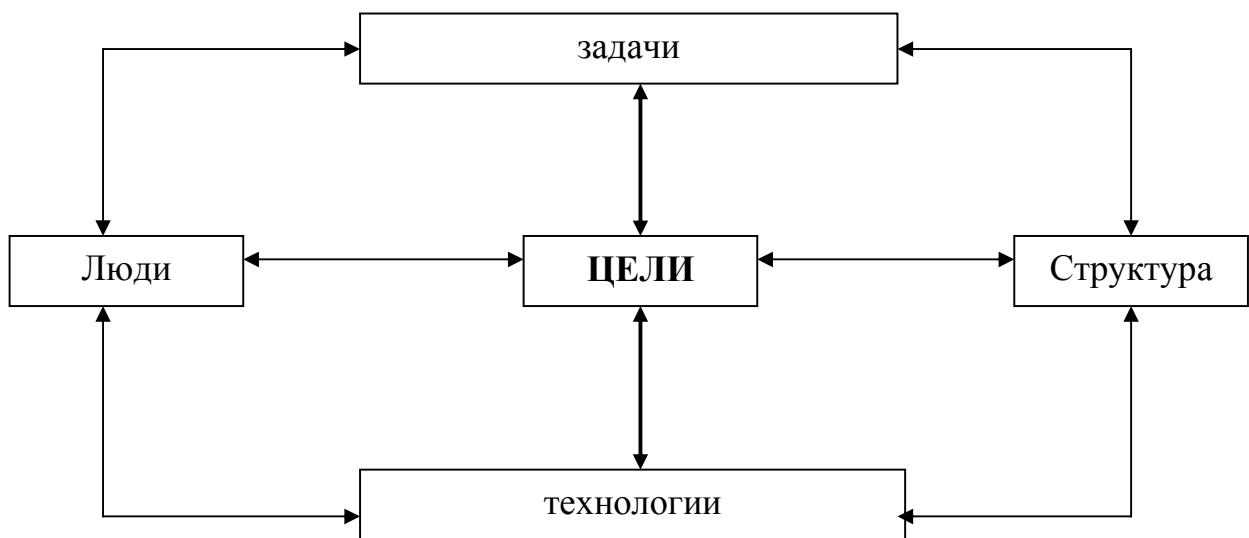 задачи
Люди
ЦЕЛИ
Структура
технологии